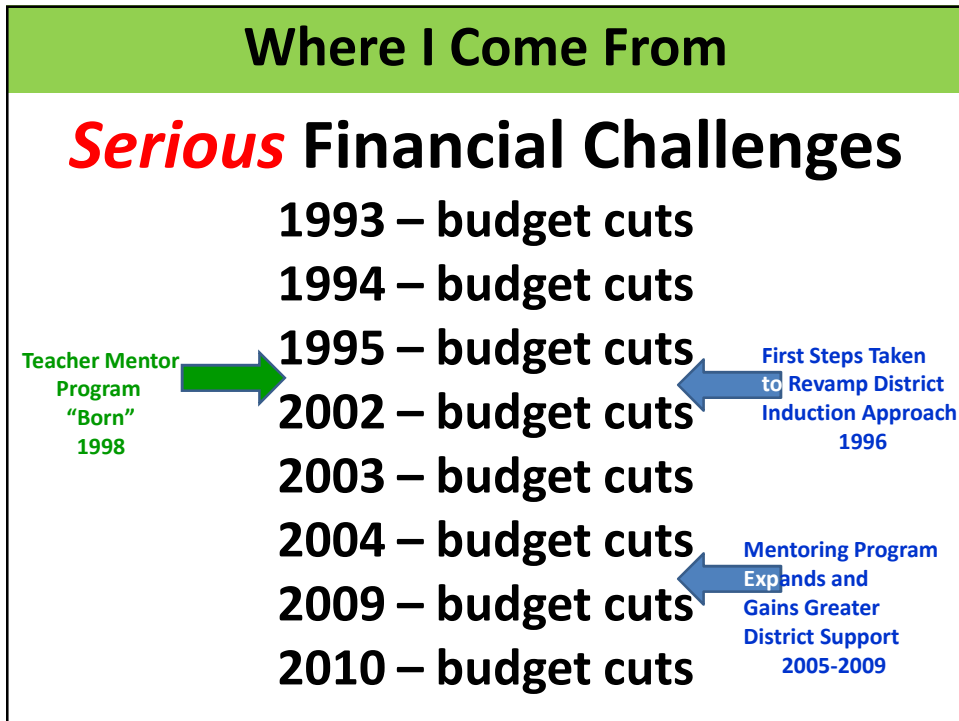 Where I Come From
Serious Financial Challenges
1993 – budget cuts
1994 – budget cuts
1995 – budget cuts
2002 – budget cuts
2003 – budget cuts
2004 – budget cuts
2009 – budget cuts
2010 – budget cuts
Teacher Mentor
Program
“Born”
1998
First Steps Taken
to Revamp District
Induction Approach
1996
Mentoring Program
Expands and
Gains Greater
District Support
2005-2009